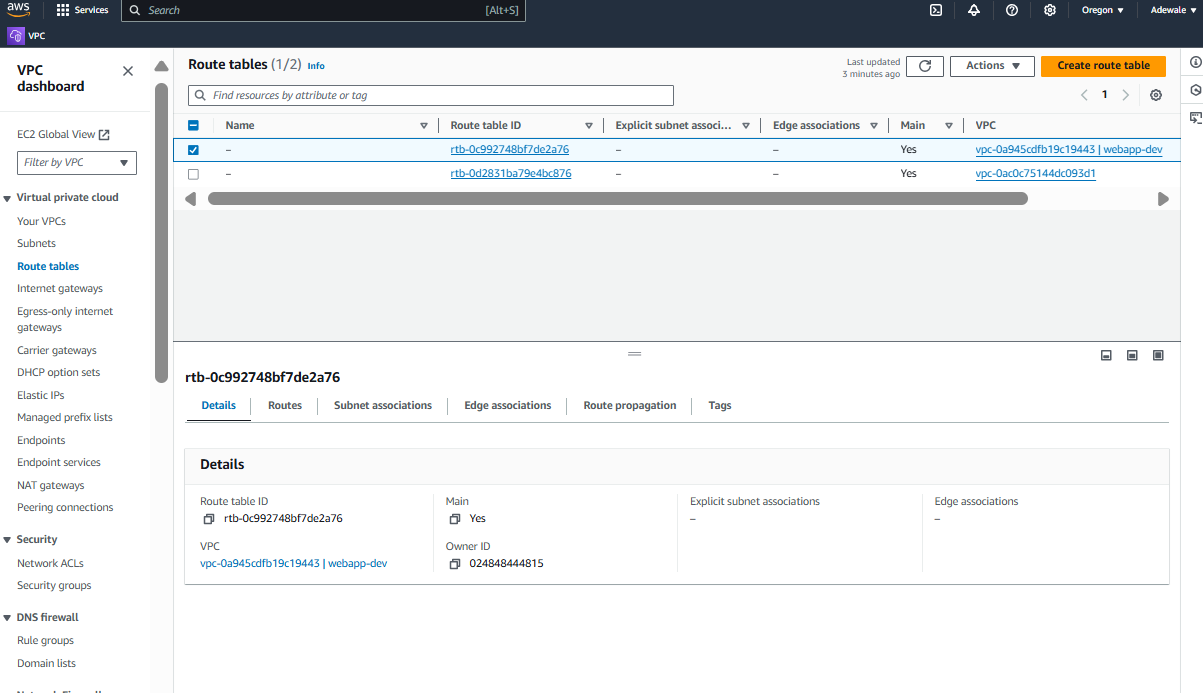 aws
Services
Search
[Alt+S]
Oregon
Adewale
VPC
VPC
dashboard
EC2 Global View
Filter by VPC
Virtual private cloud
Your VPCs
Subnets
Route tables
Internet gateways
Egress-only internet
gateways
Carrier gateways
DHCP option sets
Elastic IPs
Managed prefix lists
Endpoints
Endpoint services
NAT gateways
Peering connections
Security
Network ACLs
Security groups
DNS firewall
Rule groups
Domain lists
Route tables (1/2) Info
Last updated
3 minutes ago
Actions
Create route table
Find resources by attribute or tag
1
Name Route table ID Explicit subnet associ... Edge associations Main VPC
– rtb-0c992748bf7de2a76 – – Yes vpc-0a945cdfb19c19443 | webapp-dev
– rtb-0d2831ba79e4bc876 – – Yes vpc-0ac0c75144dc093d1
rtb-0c992748bf7de2a76
Details Routes Subnet associations Edge associations Route propagation Tags
Details
Route table ID
rtb-0c992748bf7de2a76
Main
Yes
Explicit subnet associations
–
Edge associations
–
VPC
vpc-0a945cdfb19c19443 | webapp-dev
Owner ID
024848444815